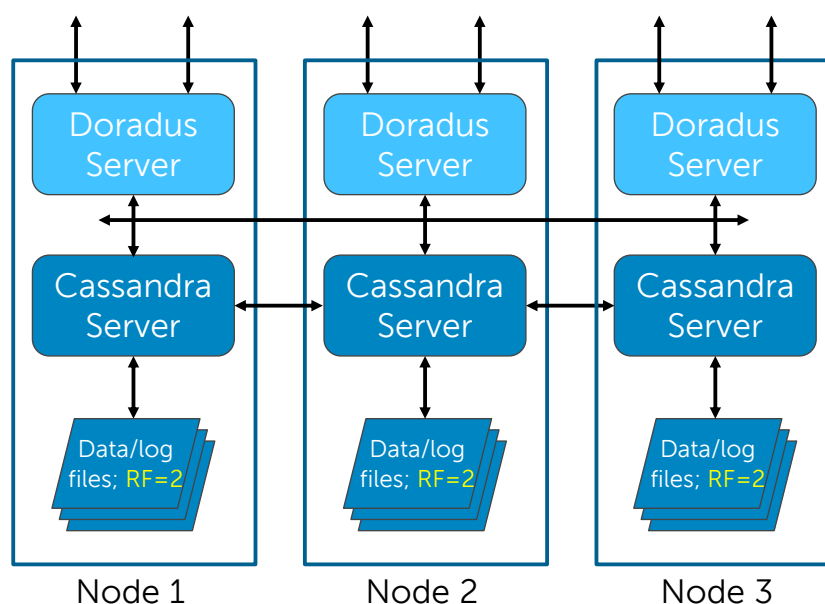 Doradus
Server
Doradus
Server
Doradus
Server
Cassandra
Server
Cassandra
Server
Cassandra
Server
Data/log
files; RF=2
Data/log
files; RF=2
Data/log
files; RF=2
Node 1
Node 2
Node 3